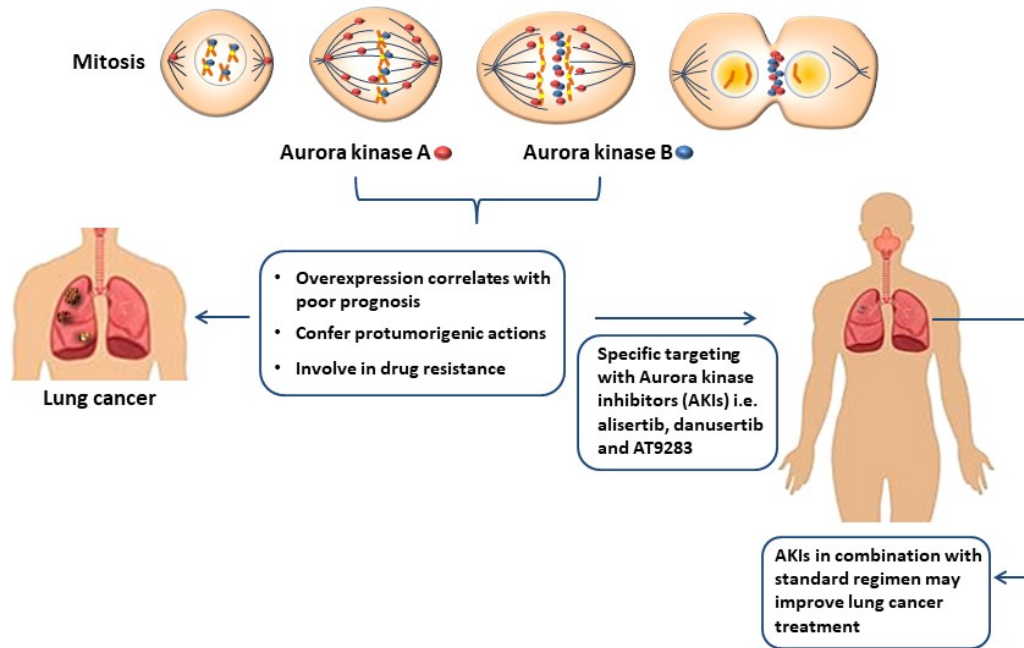 Mitosis
Aurora kinase A
Aurora kinase B
• Overexpression correlates with
poor prognosis
• Confer protumorigenic actions
• Involve in drug resistance
Lung cancer
Specific targeting
with Aurora kinase
inhibitors (AKIs) i.e.
alisertib, danusertib
and AT9283
AKIs in combination with
standard regimen may
improve lung cancer
treatment